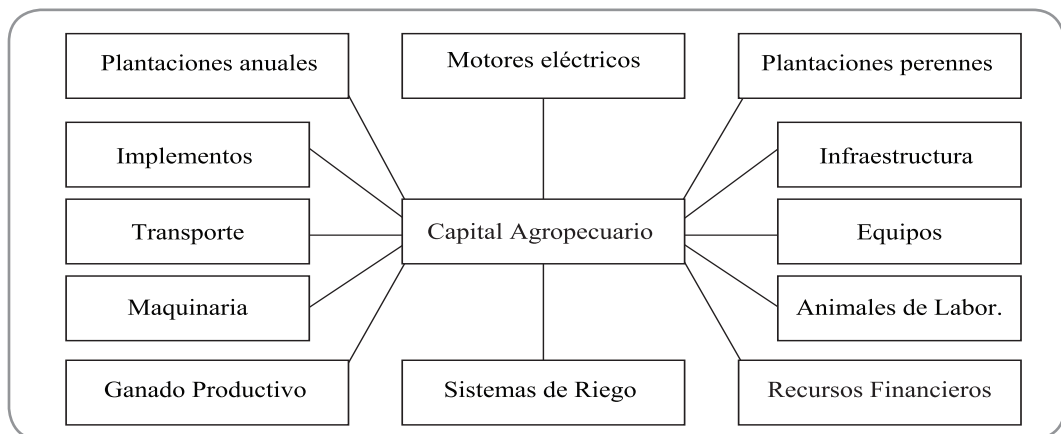 Plantaciones anuales
Motores eléctricos
Plantaciones perennes
Implementos
Infraestructura
Transporte
Capital Agropecuario
Equipos
Maquinaria
Animales de Labor.
Ganado Productivo
Sistemas de Riego
Recursos Financieros